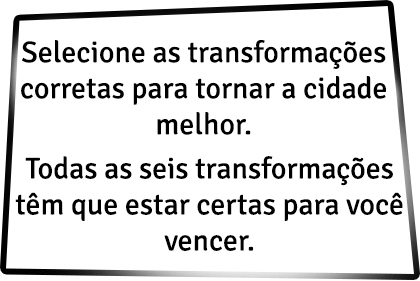 Selecione as transformações
corretas para tornar a cidade
melhor.
Todas as seis transformações
têm que estar certas para você
vencer.